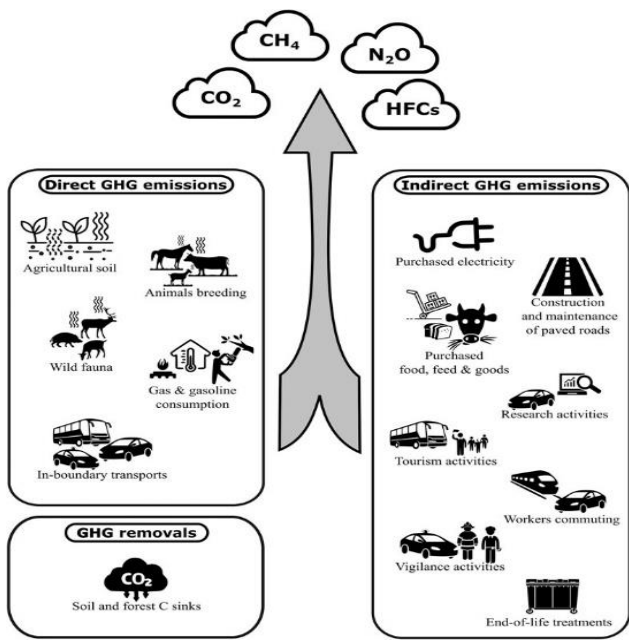 CH₄
N₂O
CO₂
HFCs
Direct GHG emissions
Agricultural soil
Animals breeding
Wild fauna
Gas & gasoline
consumption
In-boundary transports
GHG removals
CO₂
Soil and forest C sinks
Indirect GHG emissions
Purchased electricity
Construction
and maintenance
of paved roads
Purchased
food, feed & goods
Research activities
Tourism activities
Workers commuting
Vigilance activities
End-of-life treatments